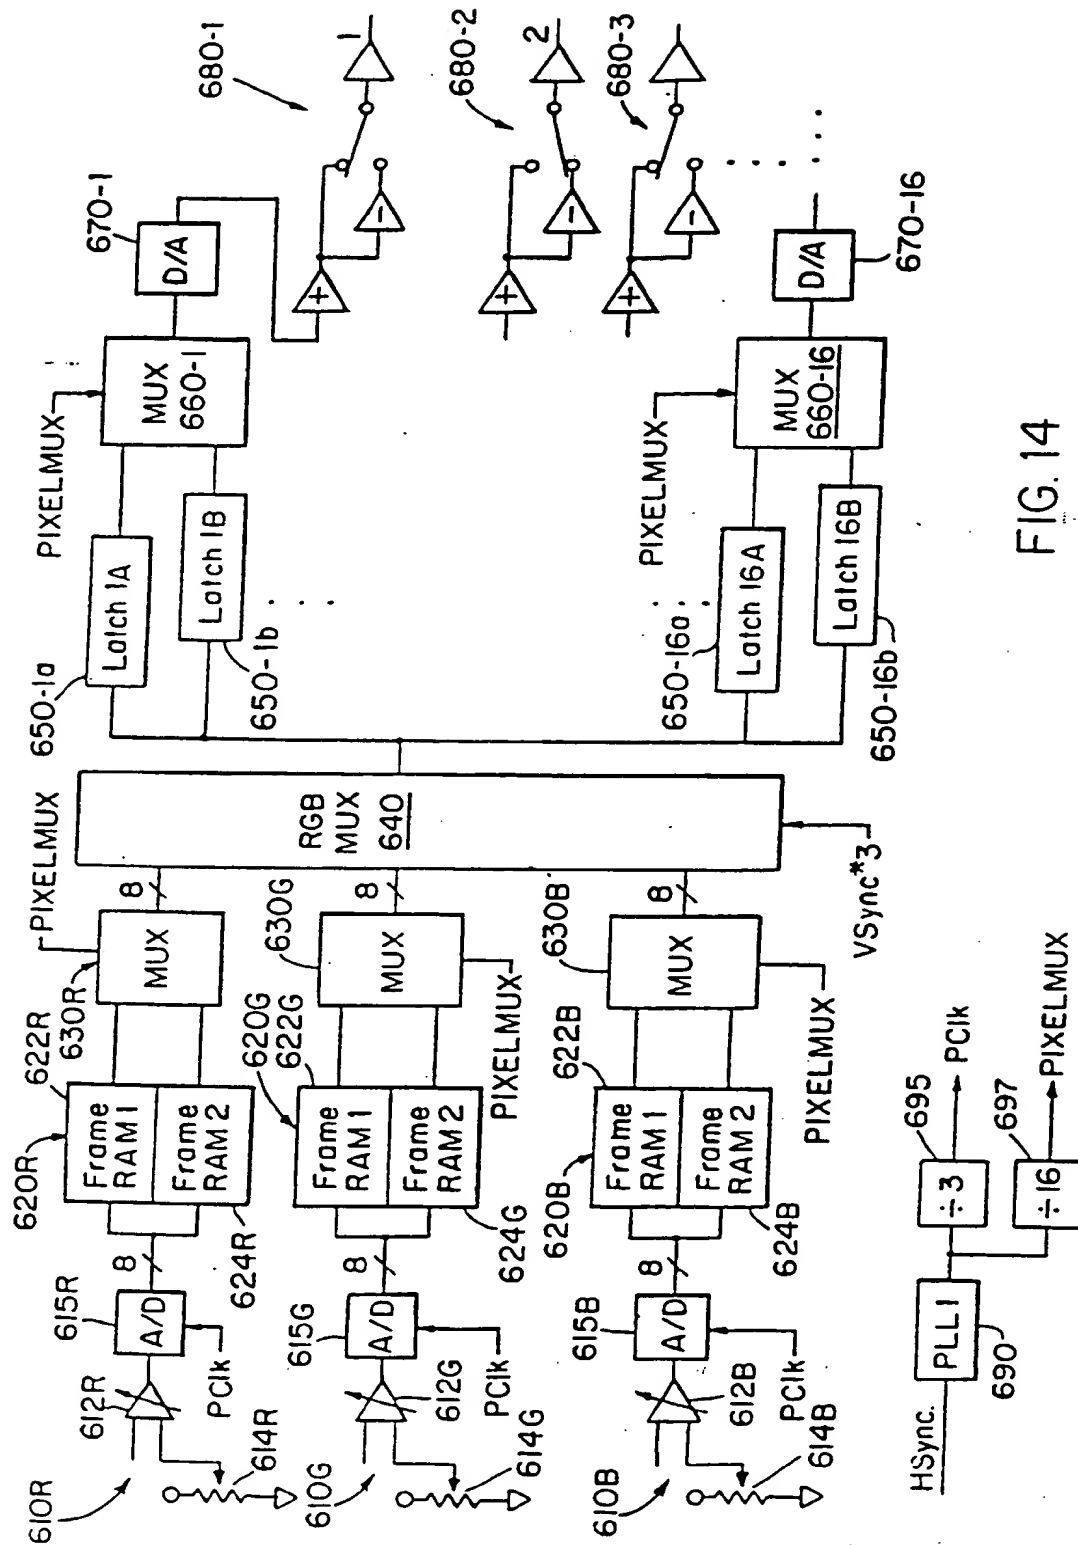 610R
612R
614R
615R
A/D
PClk
8
620R
622R
624R
Frame
RAM 1
Frame
RAM 2
630R
MUX
PIXELMUX
8
610G
612G
614G
615G
A/D
PClk
8
620G
622G
624G
Frame
RAM 1
Frame
RAM 2
630G
MUX
PIXELMUX
8
610B
612B
614B
615B
A/D
PClk
8
620B
622B
624B
Frame
RAM 1
Frame
RAM 2
630B
MUX
PIXELMUX
8
RGB
MUX
640
VSync*3
650-1a
Latch 1A
650-1b
Latch 1B
PIXELMUX
MUX
660-1
670-1
D/A
+
-
680-1
1
+
-
680-2
2
+
-
680-3
650-16a
Latch 16A
650-16b
Latch 16B
PIXELMUX
MUX
660-16
D/A
670-16
HSync.
PLL 1
690
÷3
695
PClk
÷16
697
PIXELMUX
FIG. 14